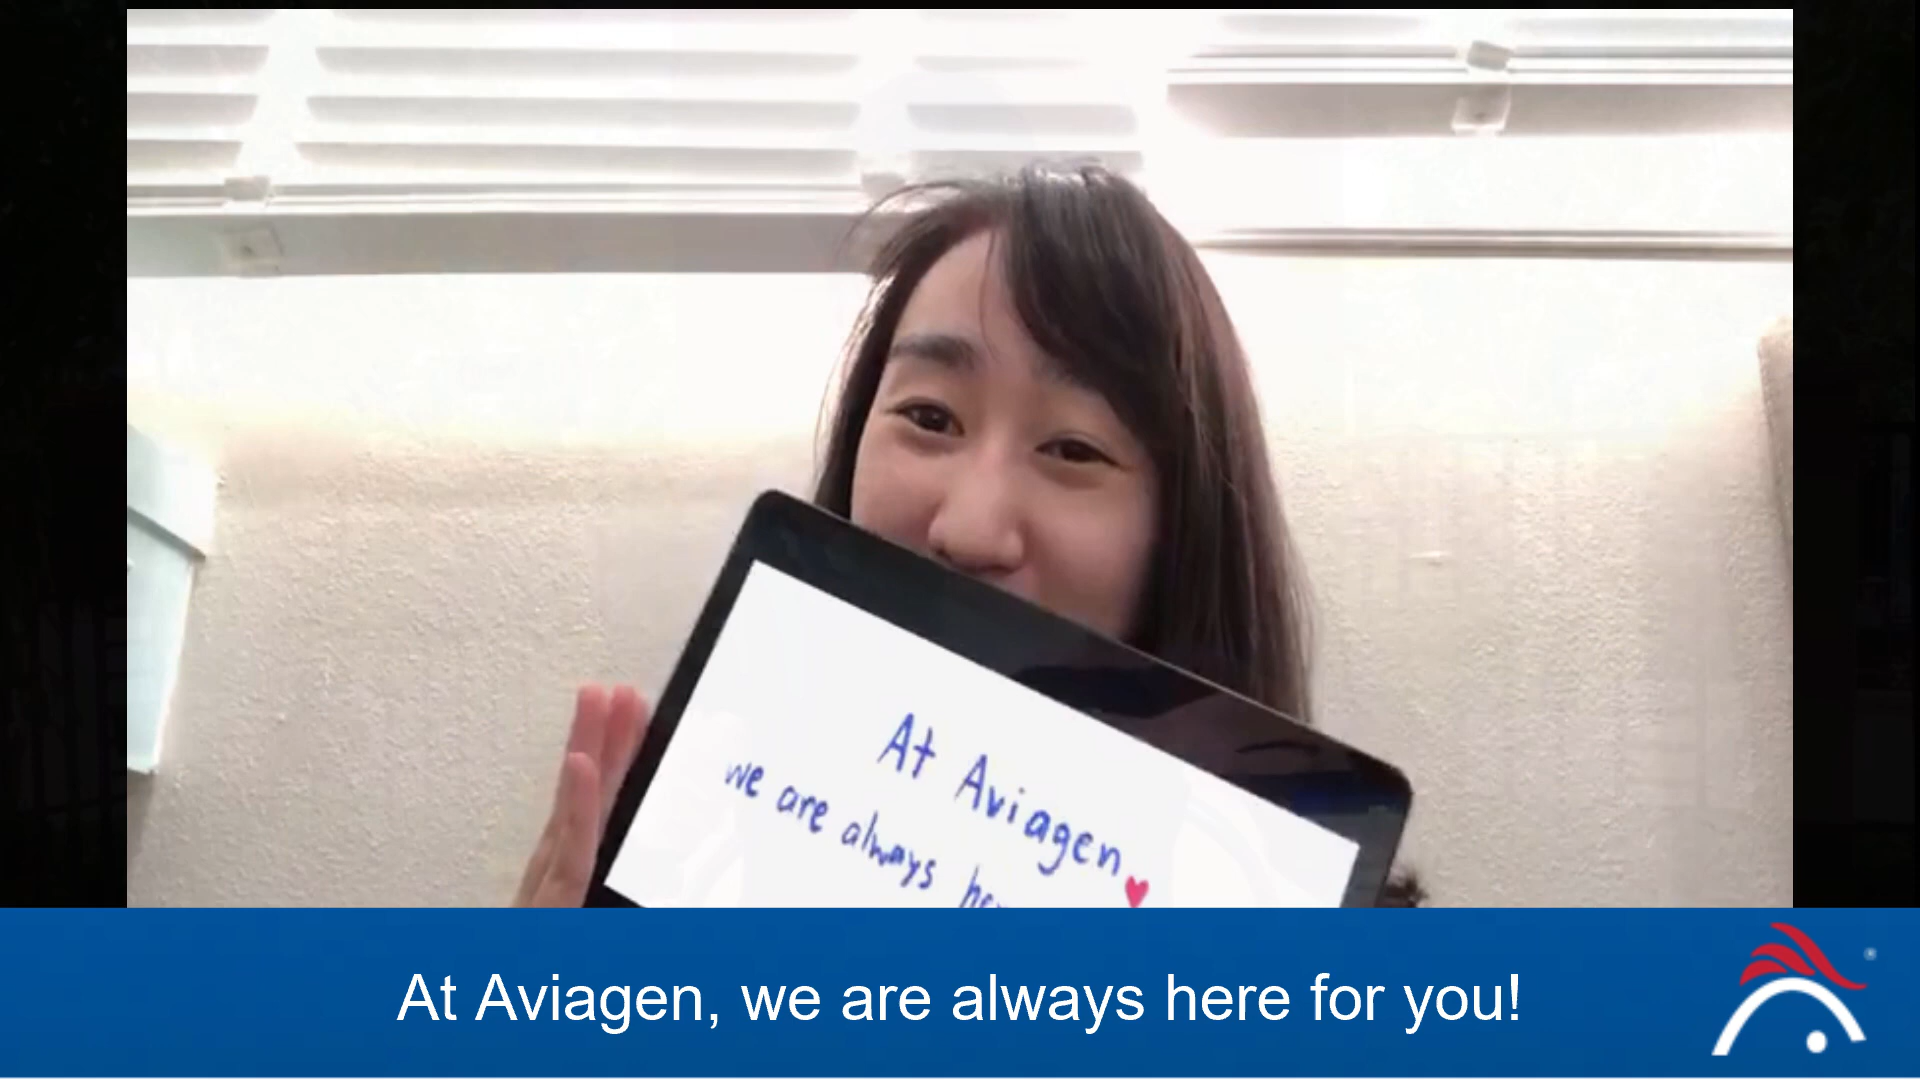 At Aviagen
we are always
At Aviagen, we are always here for you!
®